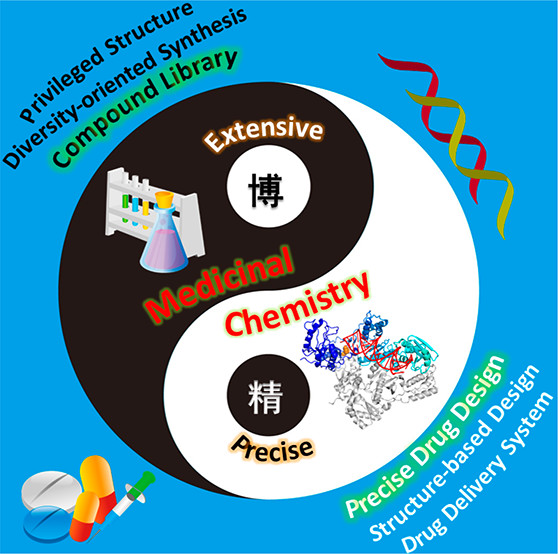 Privileged Structure
Diversity-oriented Synthesis
Compound Library
Extensive
博
Medicinal
Chemistry
精
Precise
Precise Drug Design
Structure-based Design
Drug Delivery System